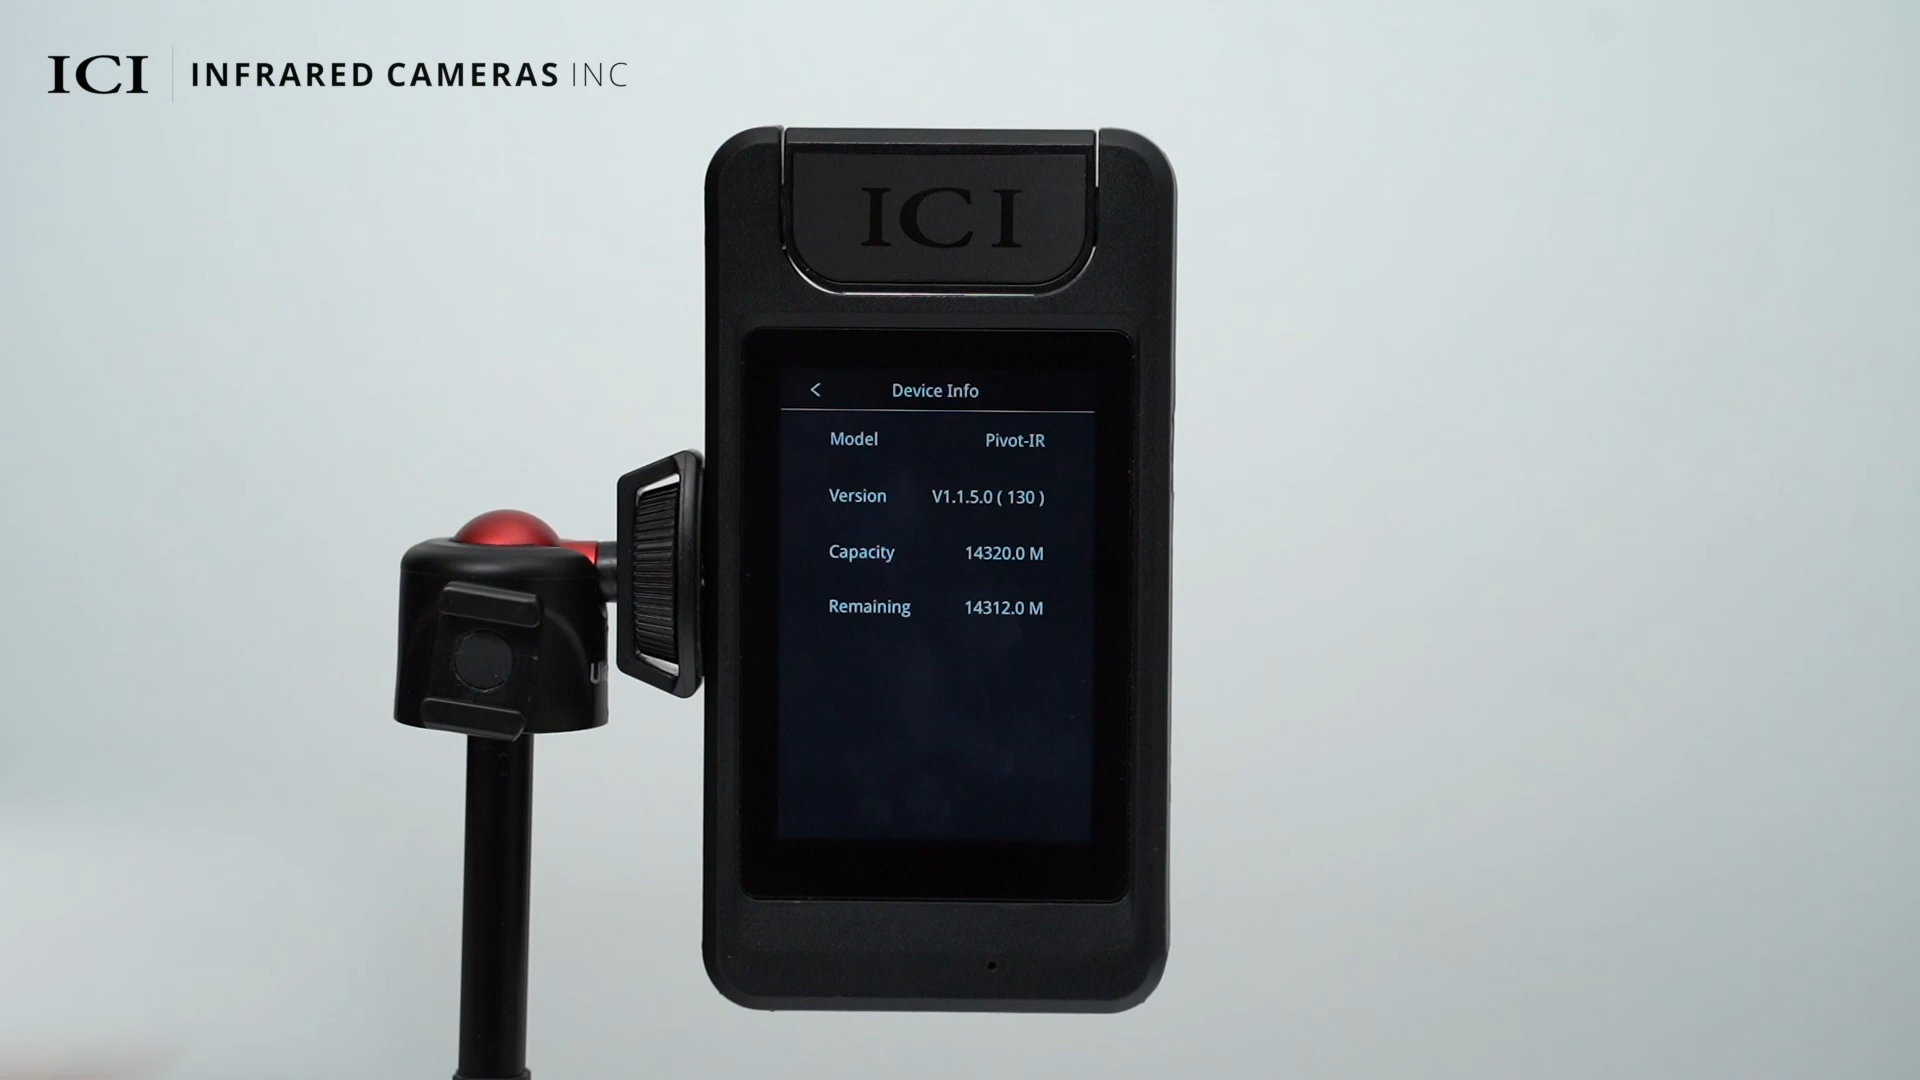 ICI INFRARED CAMERAS INC
ICI
< Device Info
Model Pivot-IR
Version V1.1.5.0 ( 130 )
Capacity 14320.0 M
Remaining 14312.0 M